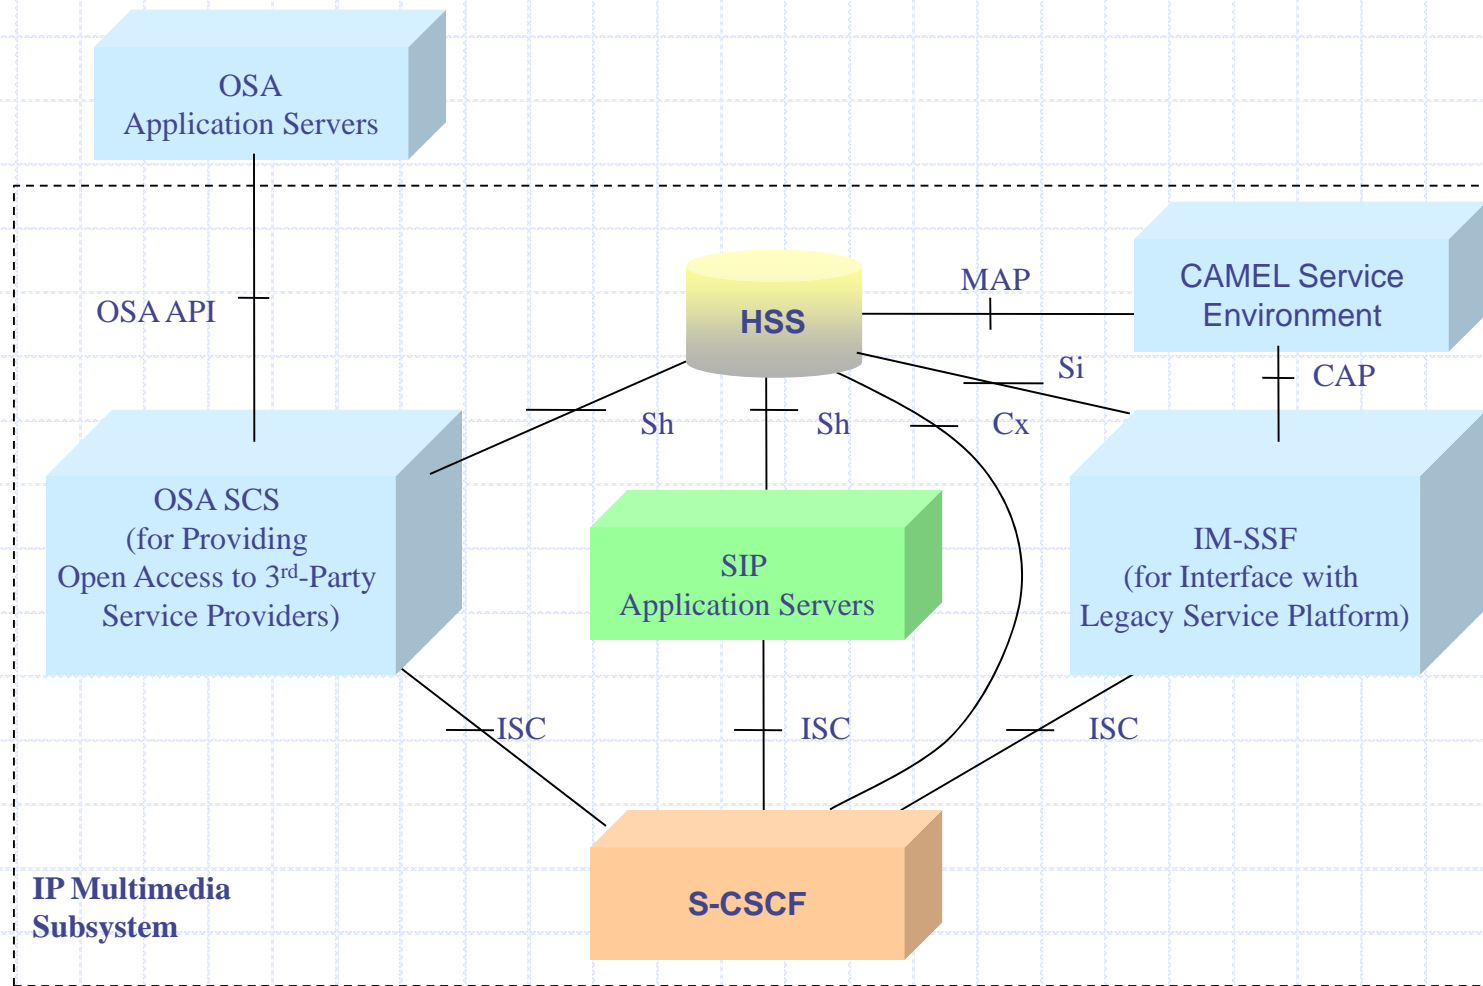 OSA
Application Servers
OSA API
HSS
MAP
CAMEL Service
Environment
Si
CAP
Sh
Sh
Cx
OSA SCS
(for Providing
Open Access to 3rd-Party
Service Providers)
SIP
Application Servers
IM-SSF
(for Interface with
Legacy Service Platform)
ISC
ISC
ISC
IP Multimedia
Subsystem
S-CSCF